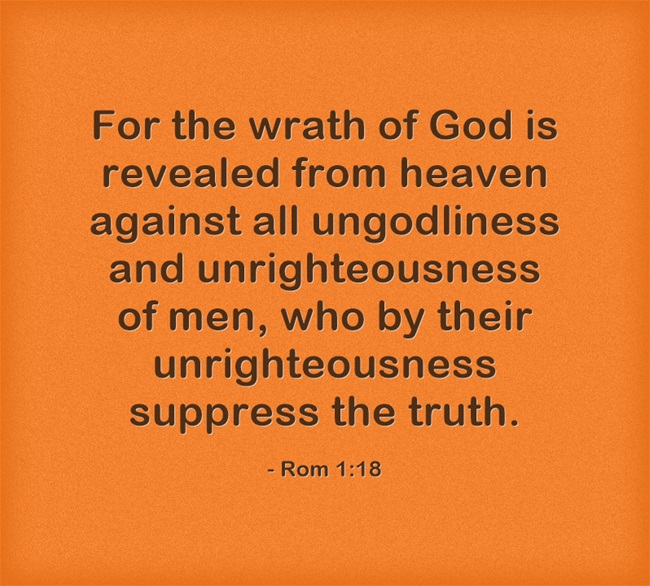 For the wrath of God is
revealed from heaven
against all ungodliness
and unrighteousness
of men, who by their
unrighteousness
suppress the truth.
- Rom 1:18